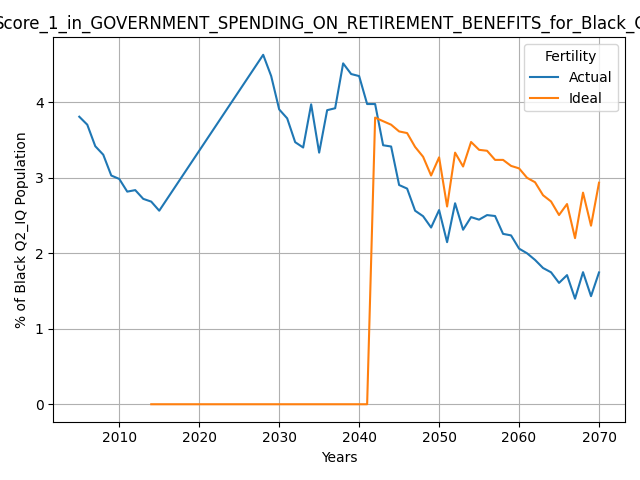 Score_1_in_GOVERNMENT_SPENDING_ON_RETIREMENT_BENEFITS_for_Black_
Fertility
Actual
Ideal
% of Black Q2_IQ Population
4
3
2
1
0
2010 2020 2030 2040 2050 2060 2070
Years